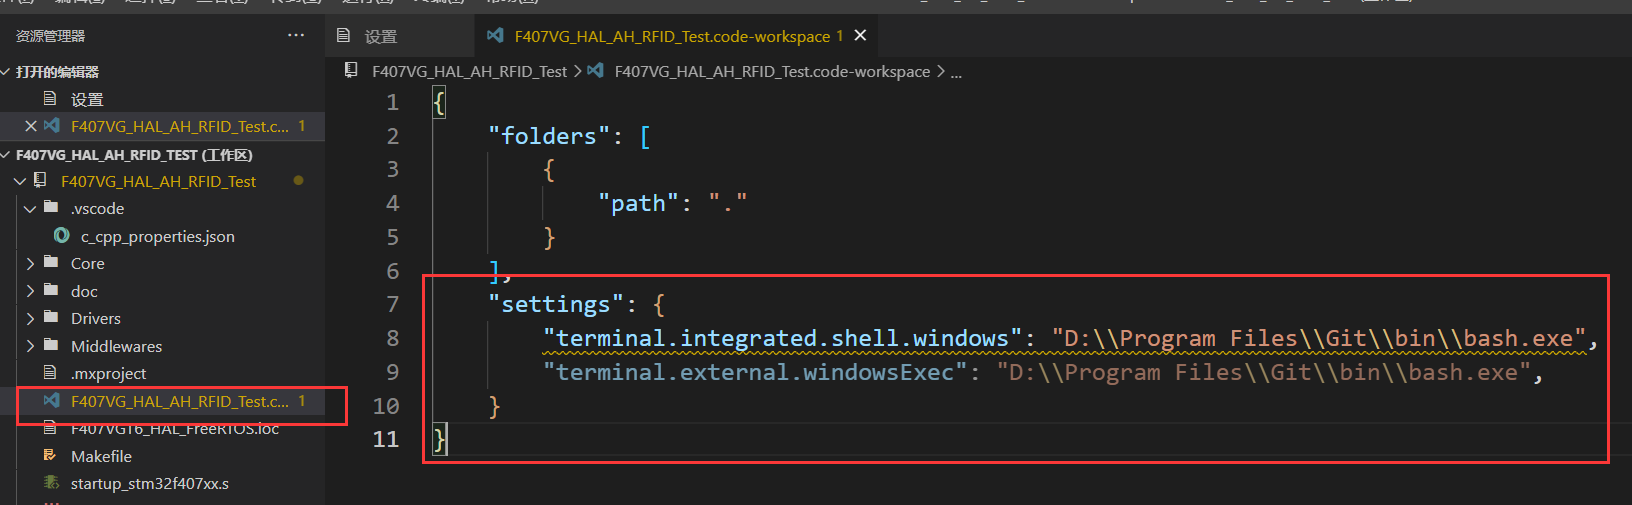 资源管理器 ...
打开的编辑器
设置
F407VG_HAL_AH_RFID_Test.c... 1
F407VG_HAL_AH_RFID_TEST (工作区)
F407VG_HAL_AH_RFID_Test
.vscode
c_cpp_properties.json
Core
doc
Drivers
Middlewares
.mxproject
F407VG_HAL_AH_RFID_Test.c... 1
F407VGT6_HAL_FreeRTOS.ioc
Makefile
startup_stm32f407xx.s
设置
F407VG_HAL_AH_RFID_Test.code-workspace 1
F407VG_HAL_AH_RFID_Test > F407VG_HAL_AH_RFID_Test.code-workspace > ...
1 {
2 "folders": [
3 {
4 "path": "."
5 }
6 ],
7 "settings": {
8 "terminal.integrated.shell.windows": "D:\\Program Files\\Git\\bin\\bash.exe",
9 "terminal.external.windowsExec": "D:\\Program Files\\Git\\bin\\bash.exe",
10 }
11 }